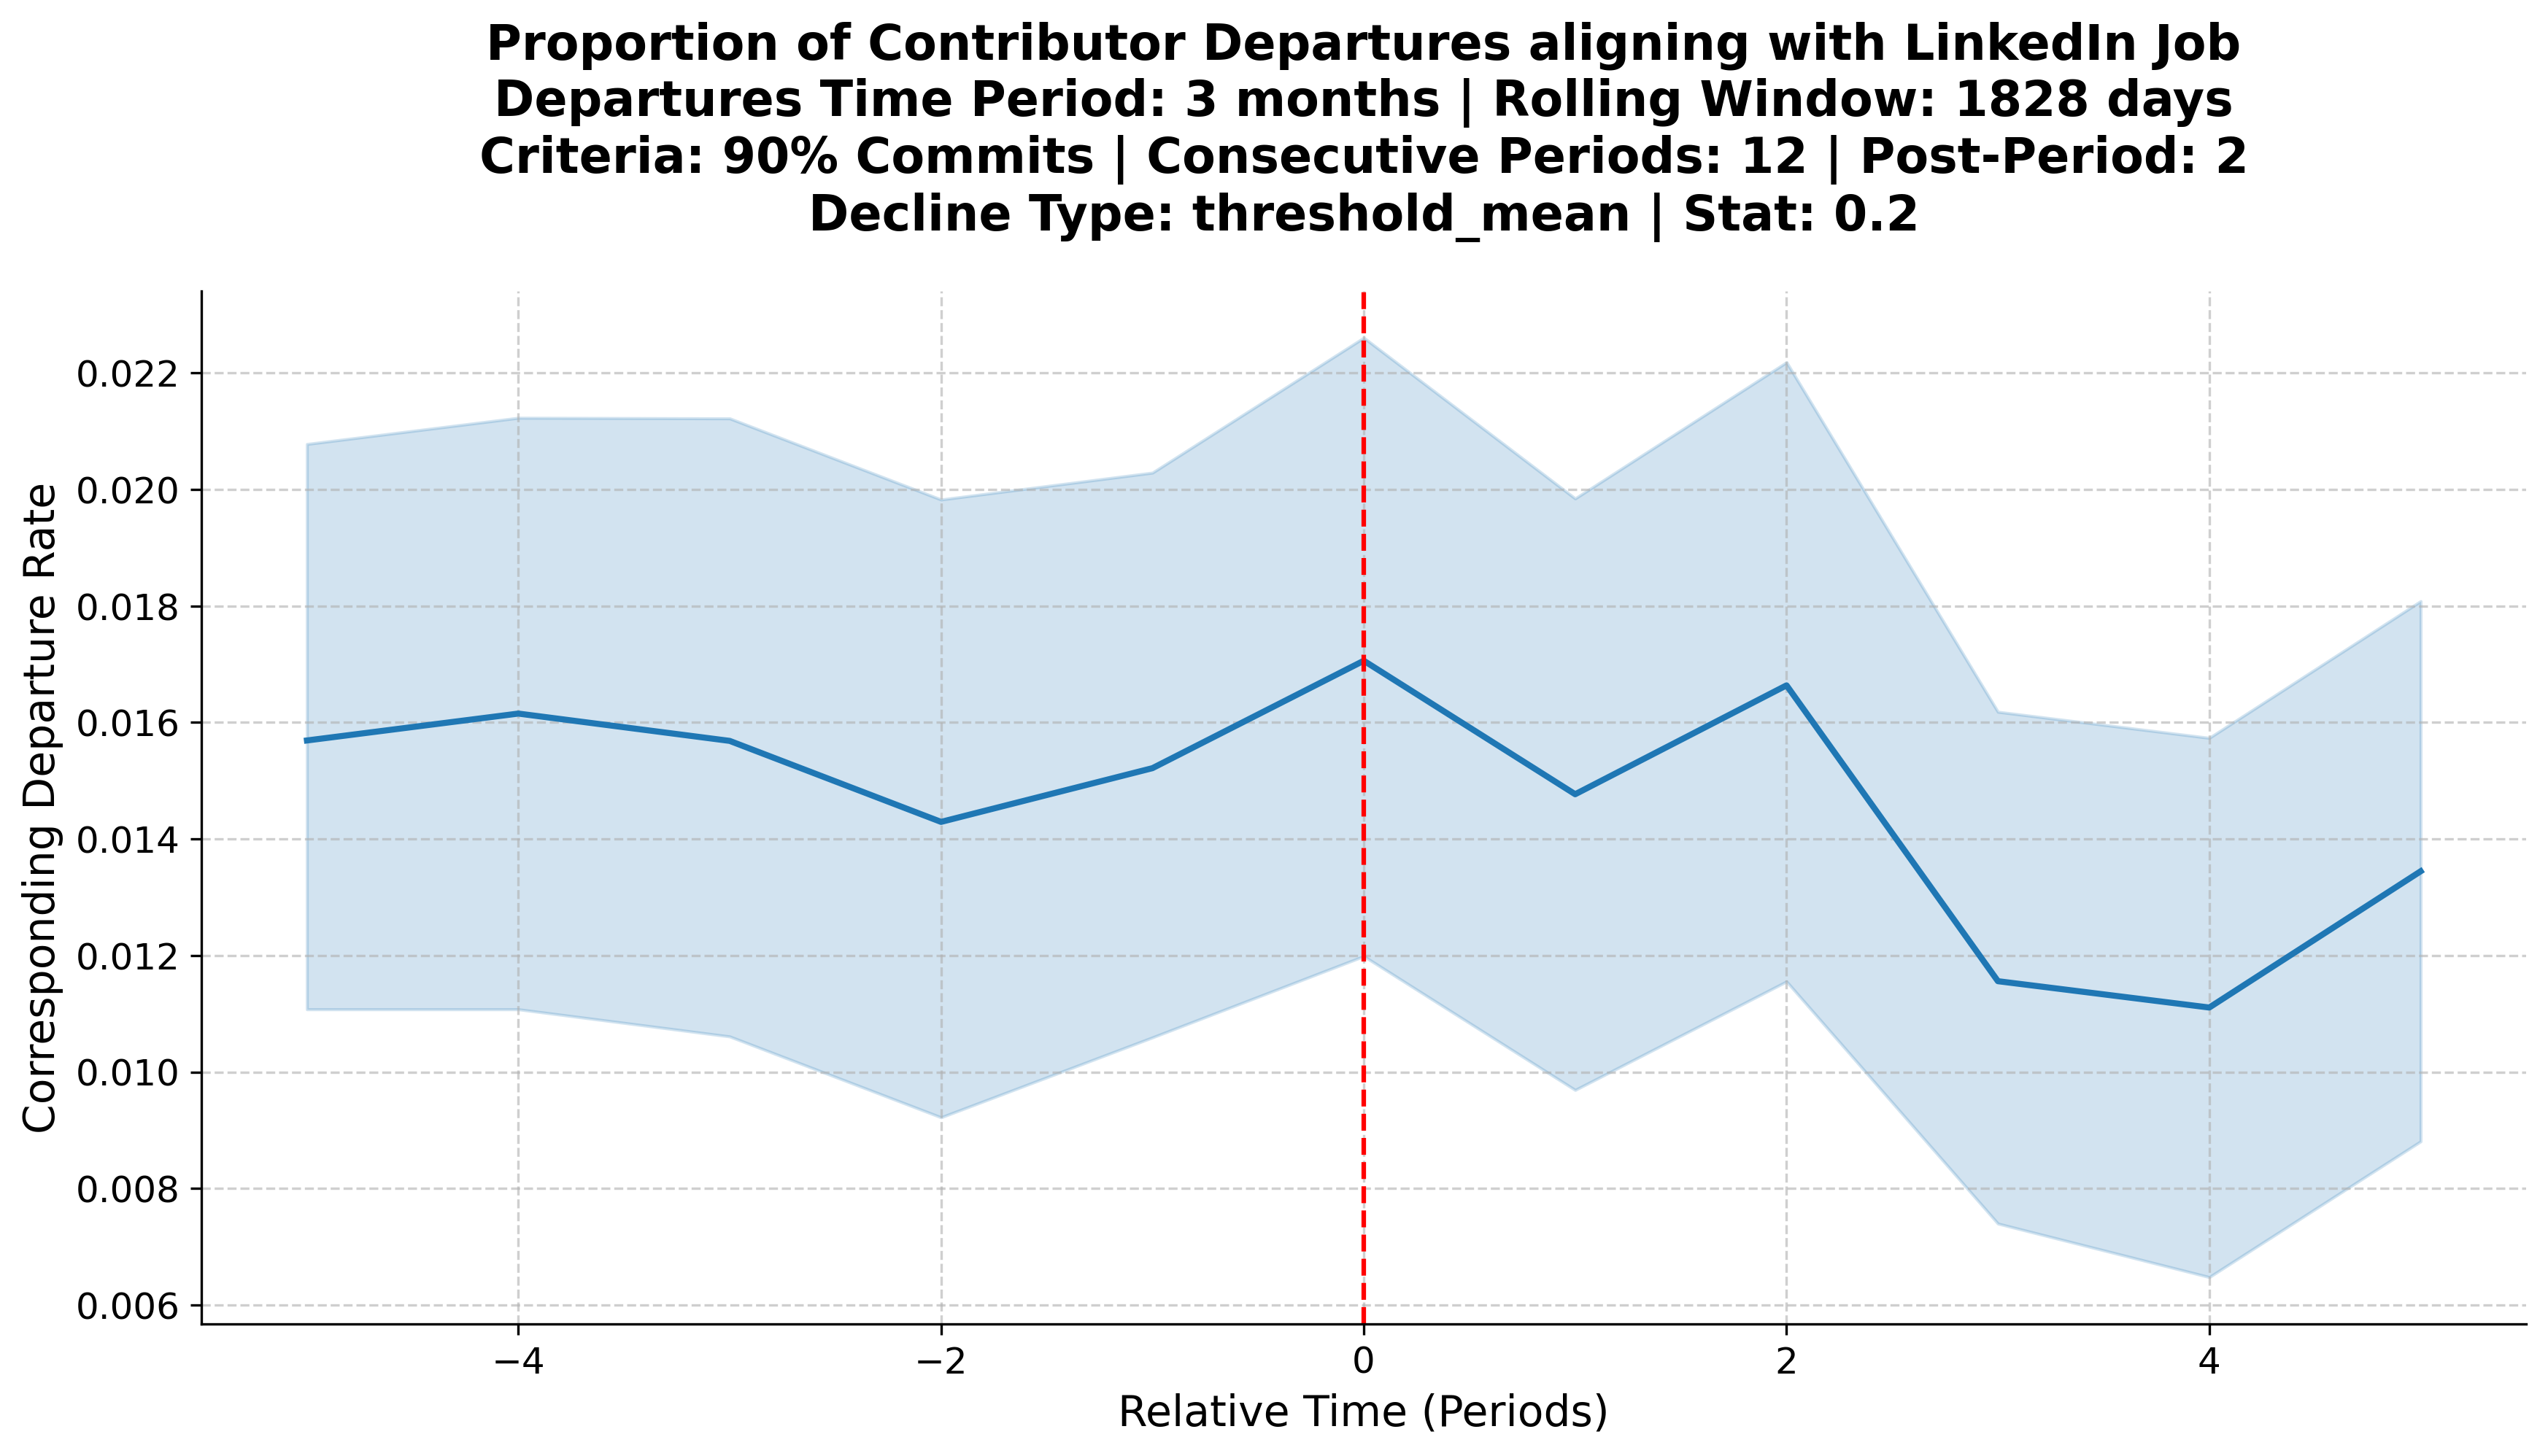 Proportion of Contributor Departures aligning with LinkedIn Job
Departures Time Period: 3 months | Rolling Window: 1828 days
Criteria: 90% Commits | Consecutive Periods: 12 | Post-Period: 2
Decline Type: threshold_mean | Stat: 0.2
Corresponding Departure Rate
0.022
0.020
0.018
0.016
0.014
0.012
0.010
0.008
0.006
−4
−2
0
2
4
Relative Time (Periods)